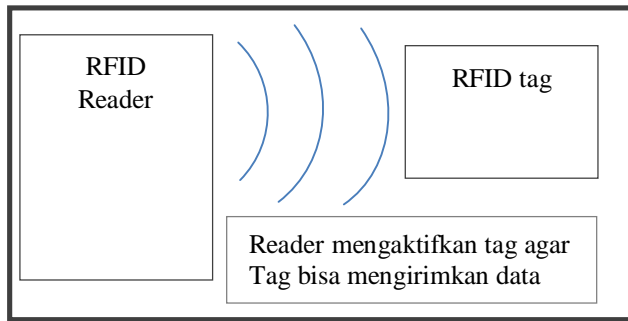 RFID
Reader
RFID tag
Reader mengaktifkan tag agar
Tag bisa mengirimkan data